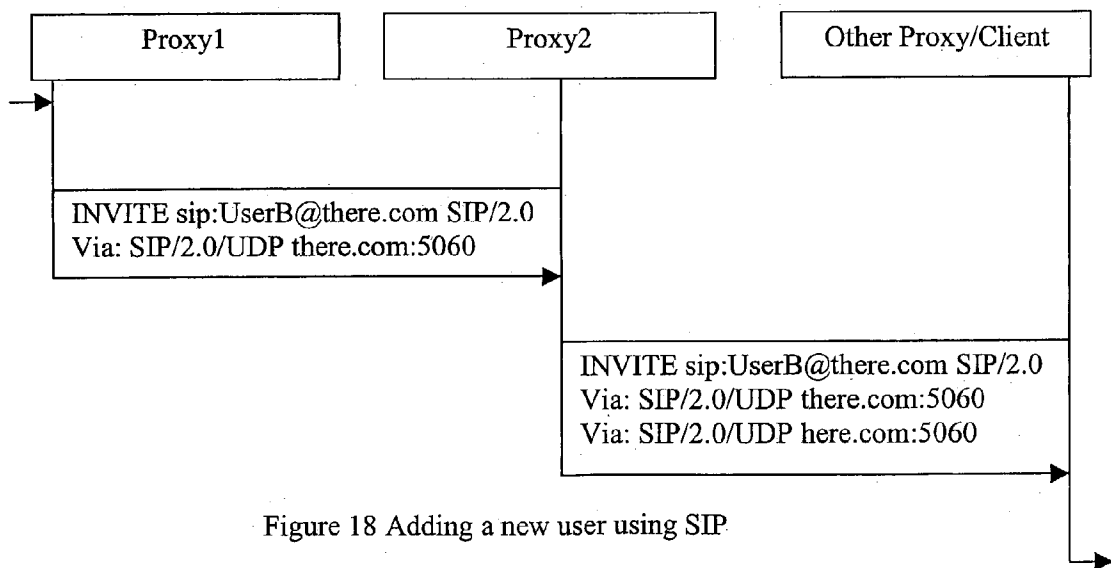 Proxy1
Proxy2
Other Proxy/Client
INVITE sip:UserB@there.com SIP/2.0
Via: SIP/2.0/UDP there.com:5060
INVITE sip:UserB@there.com SIP/2.0
Via: SIP/2.0/UDP there.com:5060
Via: SIP/2.0/UDP here.com:5060
Figure 18 Adding a new user using SIP